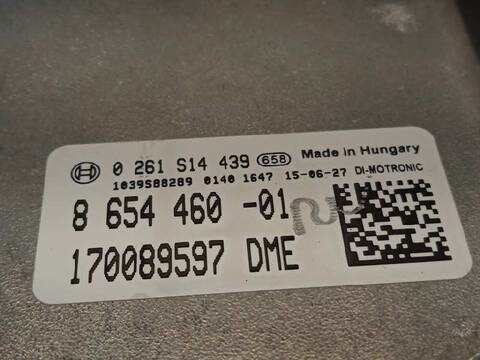 0 261 S14 439 658 Made in Hungary
1039S88289 0140 1647 15-06-27 DI-MOTRONIC
8 654 460 -01
170089597 DME